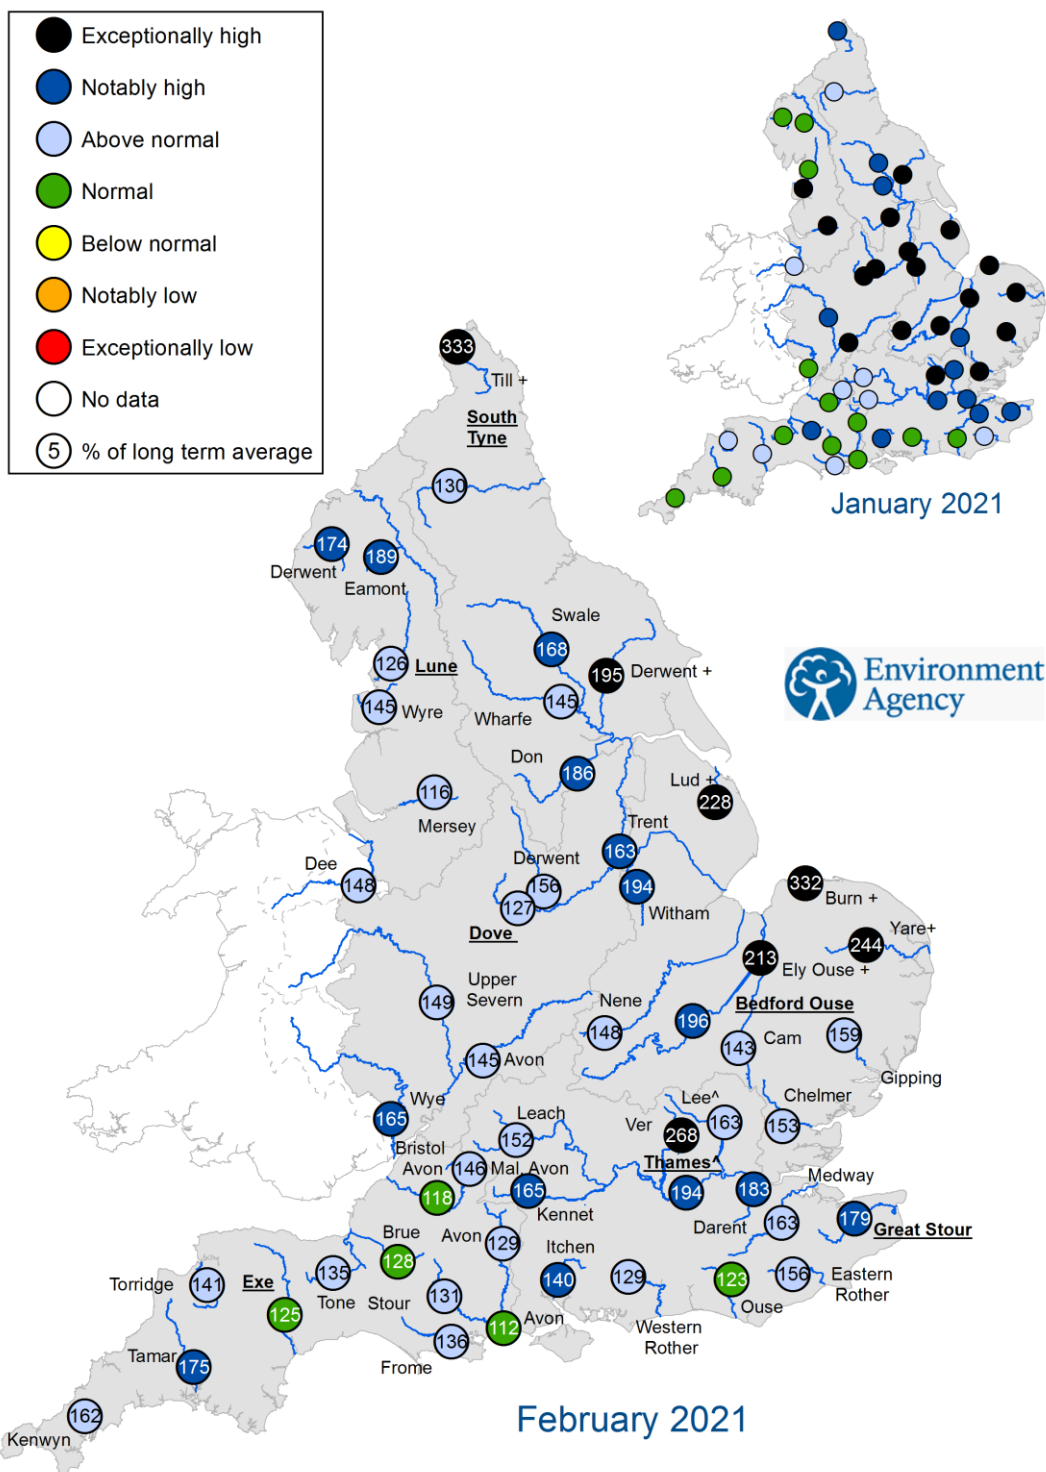 Exceptionally high
Notably high
Above normal
Normal
Below normal
Notably low
Exceptionally low
No data
5 % of long term average
January 2021
333
Till +
South
Tyne
130
174
Derwent
189
Eamont
Swale
168
126
Lune
195
Derwent +
145
Wyre
Wharfe
145
Don
186
Lud +
228
116
Mersey
Trent
163
Dee
148
Derwent
156
127
Dove
194
Witham
332
Burn +
Yare+
244
213
Ely Ouse +
Upper
Severn
149
Nene
148
Bedford Ouse
196
Cam
143
159
Gipping
145
Avon
Wye
165
Leach
152
Lee^
163
Ver
268
Chelmer
153
Bristol
Avon
146
Mal. Avon
118
165
Kennet
Thames^
194
183
Darent
Medway
163
179
Great Stour
Brue
128
Avon
129
Itchen
140
129
Western
Rother
123
Ouse
156
Eastern
Rother
Torridge
141
Exe
125
135
Tone
Stour
131
112
Avon
136
Frome
Tamar
175
162
Kenwyn
Environment
Agency
February 2021